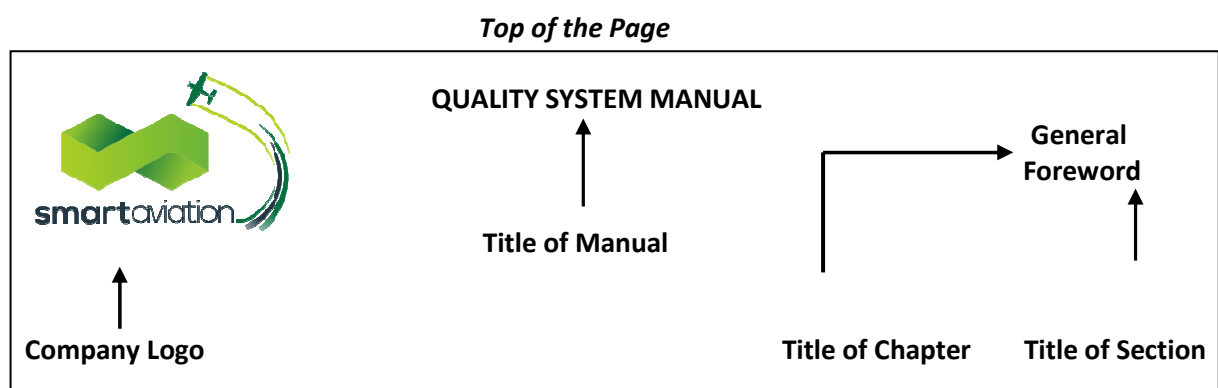 Top of the Page
QUALITY SYSTEM MANUAL
General
Foreword
smartaviation
Title of Manual
Company Logo
Title of Chapter
Title of Section